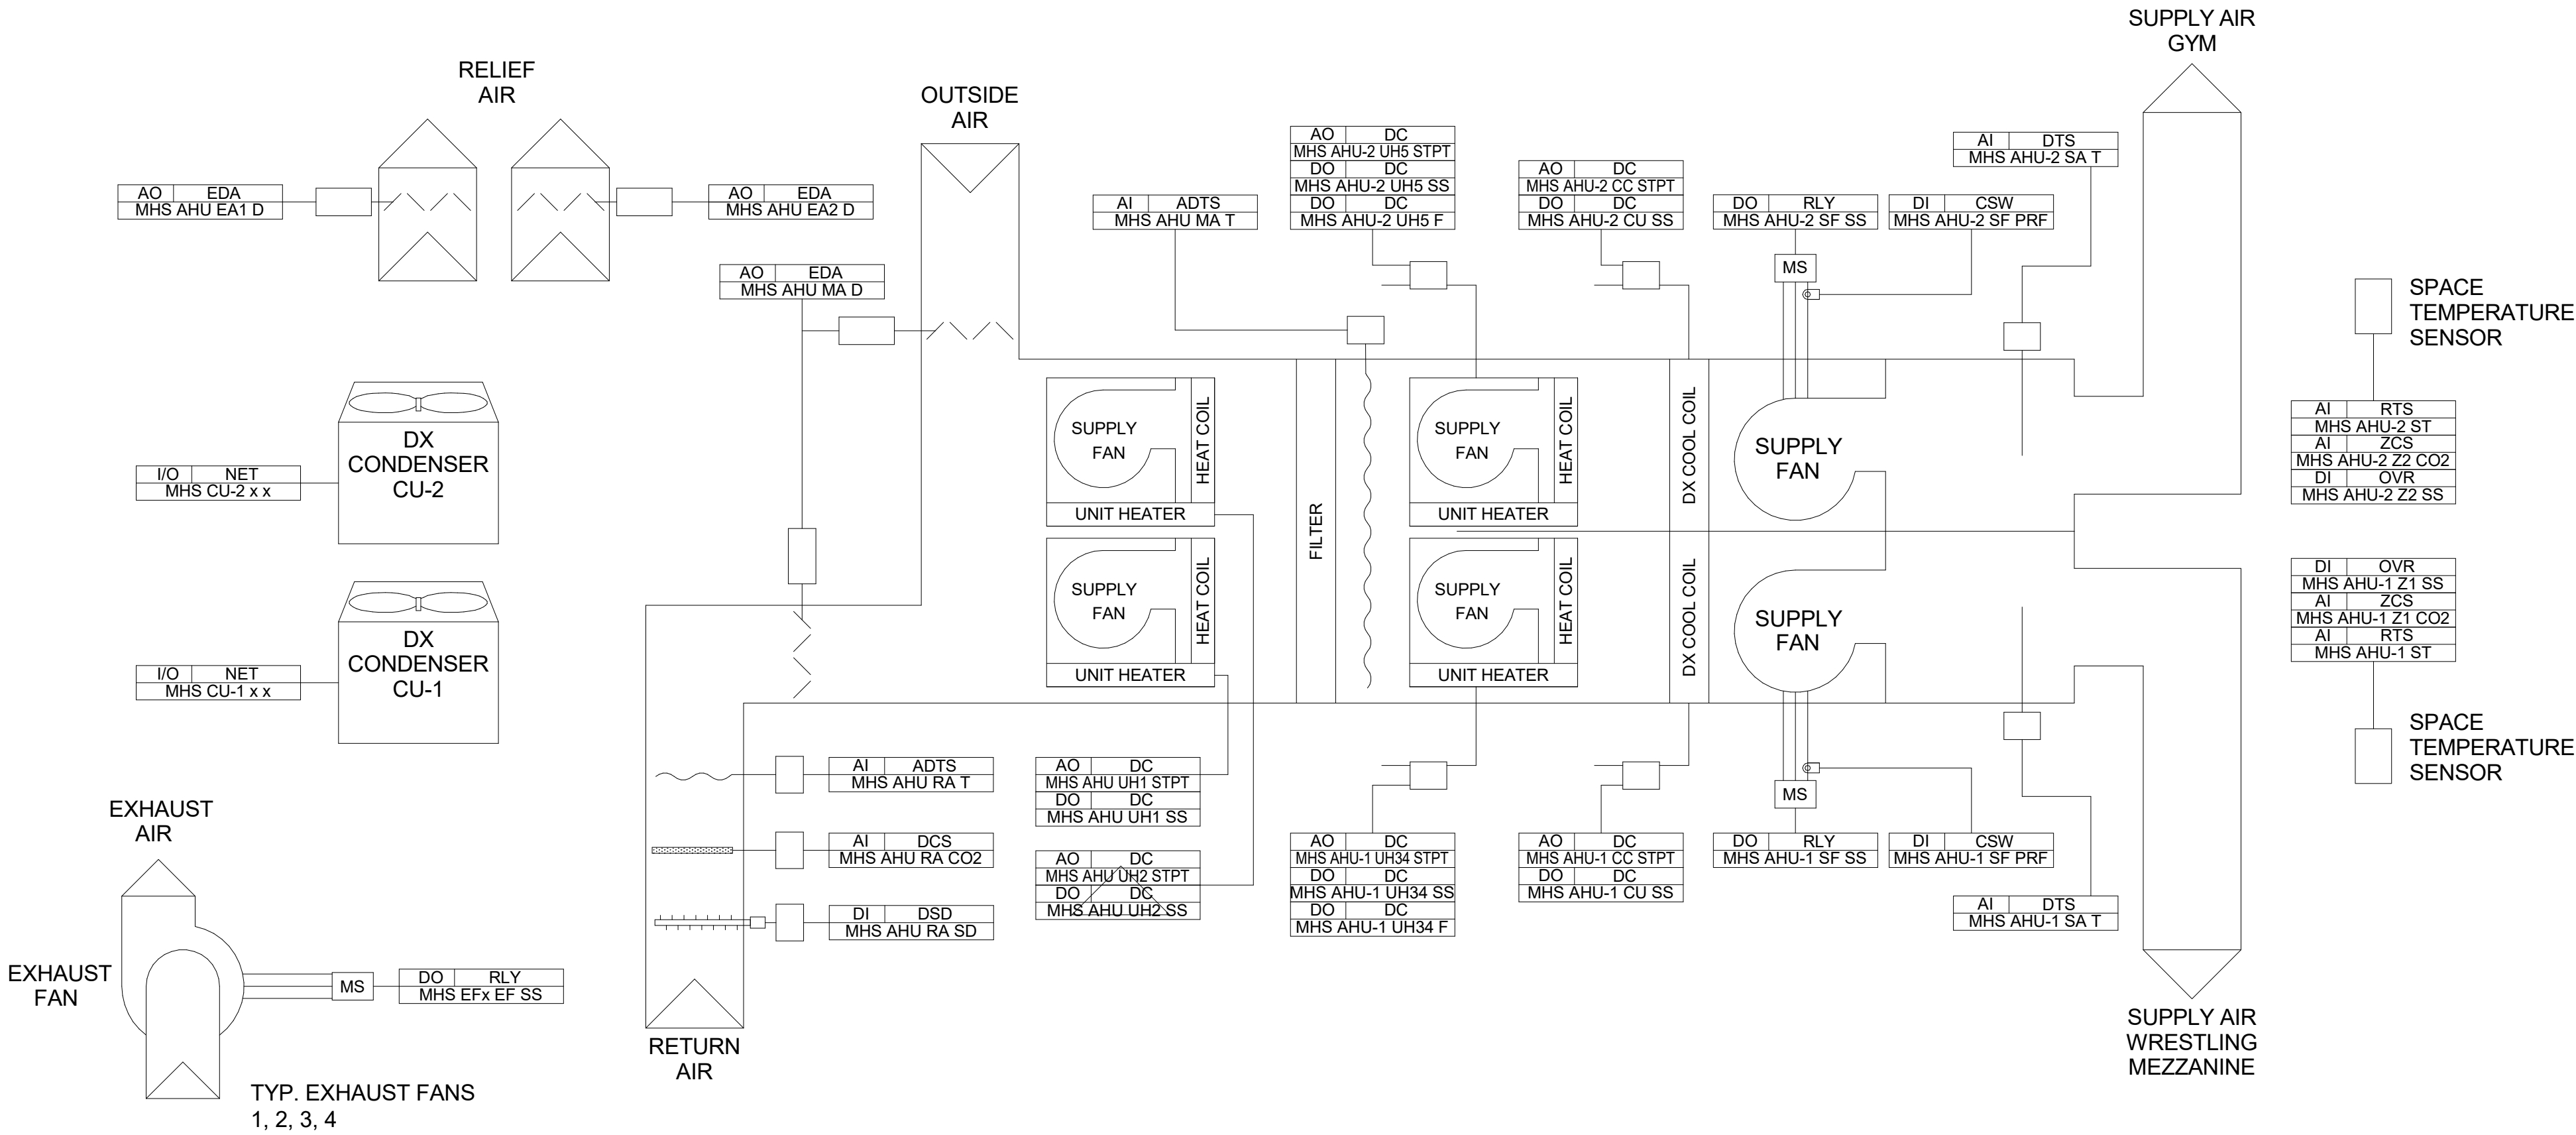 SUPPLY AIR
GYM
RELIEF
AIR
OUTSIDE
AIR
AO EDA
MHS AHU EA1 D
AO EDA
MHS AHU EA2 D
AO EDA
MHS AHU MA D
AI ADTS
MHS AHU MA T
AO DC
MHS AHU-2 UH5 STPT
DO DC
MHS AHU-2 UH5 SS
DO DC
MHS AHU-2 UH5 F
AO DC
MHS AHU-2 CC STPT
DO DC
MHS AHU-2 CU SS
DO RLY
MHS AHU-2 SF SS
MS
DI CSW
MHS AHU-2 SF PRF
AI DTS
MHS AHU-2 SA T
SPACE
TEMPERATURE
SENSOR
AI RTS
MHS AHU-2 ST
AI ZCS
MHS AHU-2 Z2 CO2
DI OVR
MHS AHU-2 Z2 SS
DX
CONDENSER
CU-2
I/O NET
MHS CU-2 x x
DX
CONDENSER
CU-1
I/O NET
MHS CU-1 x x
SUPPLY
FAN
HEAT COIL
UNIT HEATER
SUPPLY
FAN
HEAT COIL
UNIT HEATER
FILTER
SUPPLY
FAN
HEAT COIL
UNIT HEATER
SUPPLY
FAN
HEAT COIL
UNIT HEATER
DX COOL COIL
DX COOL COIL
SUPPLY
FAN
SUPPLY
FAN
DI OVR
MHS AHU-1 Z1 SS
AI ZCS
MHS AHU-1 Z1 CO2
AI RTS
MHS AHU-1 ST
SPACE
TEMPERATURE
SENSOR
AI ADTS
MHS AHU RA T
AI DCS
MHS AHU RA CO2
DI DSD
MHS AHU RA SD
AO DC
MHS AHU UH1 STPT
DO DC
MHS AHU UH1 SS
AO DC
MHS AHU UH2 STPT
DO DC
MHS AHU UH2 SS
AO DC
MHS AHU-1 UH34 STPT
DO DC
MHS AHU-1 UH34 SS
DO DC
MHS AHU-1 UH34 F
AO DC
MHS AHU-1 CC STPT
DO DC
MHS AHU-1 CU SS
MS
DO RLY
MHS AHU-1 SF SS
DI CSW
MHS AHU-1 SF PRF
AI DTS
MHS AHU-1 SA T
EXHAUST
AIR
EXHAUST
FAN
MS
DO RLY
MHS EFx EF SS
TYP. EXHAUST FANS
1, 2, 3, 4
RETURN
AIR
SUPPLY AIR
WRESTLING
MEZZANINE